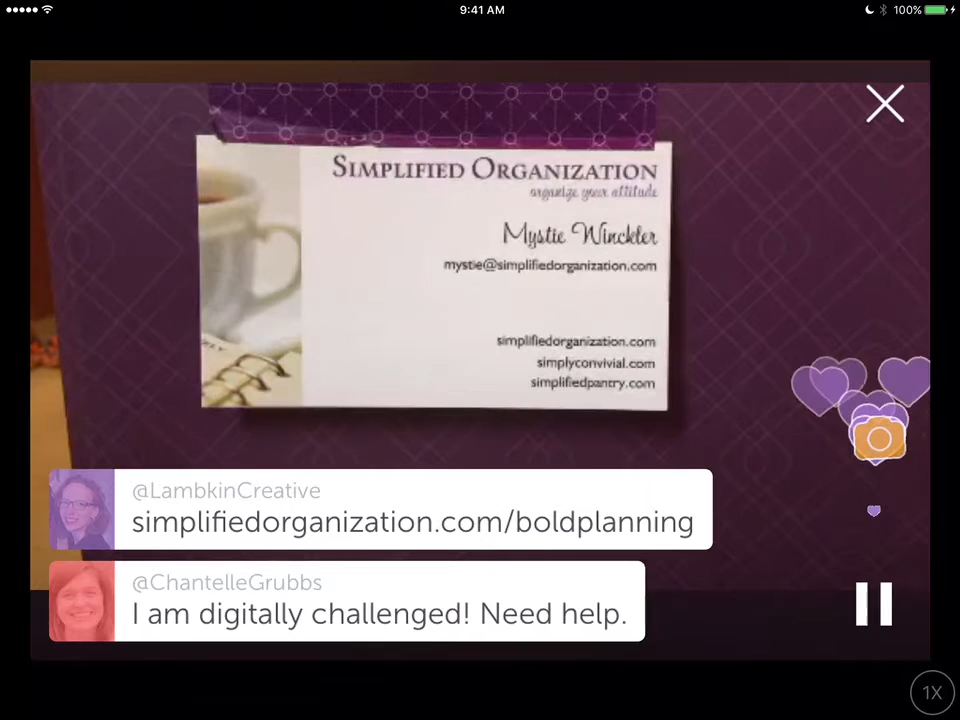 9:41 AM
100%
SIMPLIFIED ORGANIZATION
organize your attitude
Mystie Winckler
mystie@simplifiedorganization.com
simplifiedorganization.com
simplyconvivial.com
simplifiedpantry.com
@LambkinCreative
simplifiedorganization.com/boldplanning
@ChantelleGrubbs
I am digitally challenged! Need help.
1X